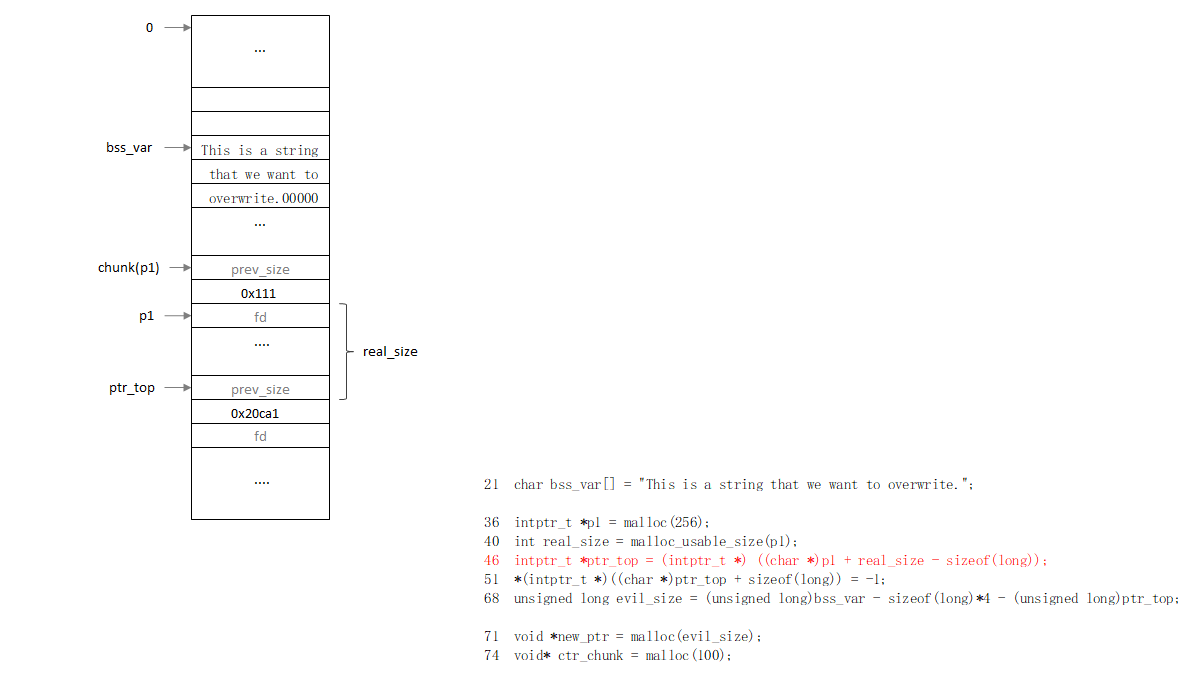 0
...
bss_var
This is a string
that we want to
overwrite.00000
...
chunk(p1)
prev_size
0x111
p1
fd
....
real_size
ptr_top
prev_size
0x20ca1
fd
....
21 char bss_var[] = "This is a string that we want to overwrite.";
36 intptr_t *p1 = malloc(256);
40 int real_size = malloc_usable_size(p1);
46 intptr_t *ptr_top = (intptr_t *) ((char *)p1 + real_size - sizeof(long));
51 *(intptr_t *)((char *)ptr_top + sizeof(long)) = -1;
68 unsigned long evil_size = (unsigned long)bss_var - sizeof(long)*4 - (unsigned long)ptr_top;
71 void *new_ptr = malloc(evil_size);
74 void* ctr_chunk = malloc(100);